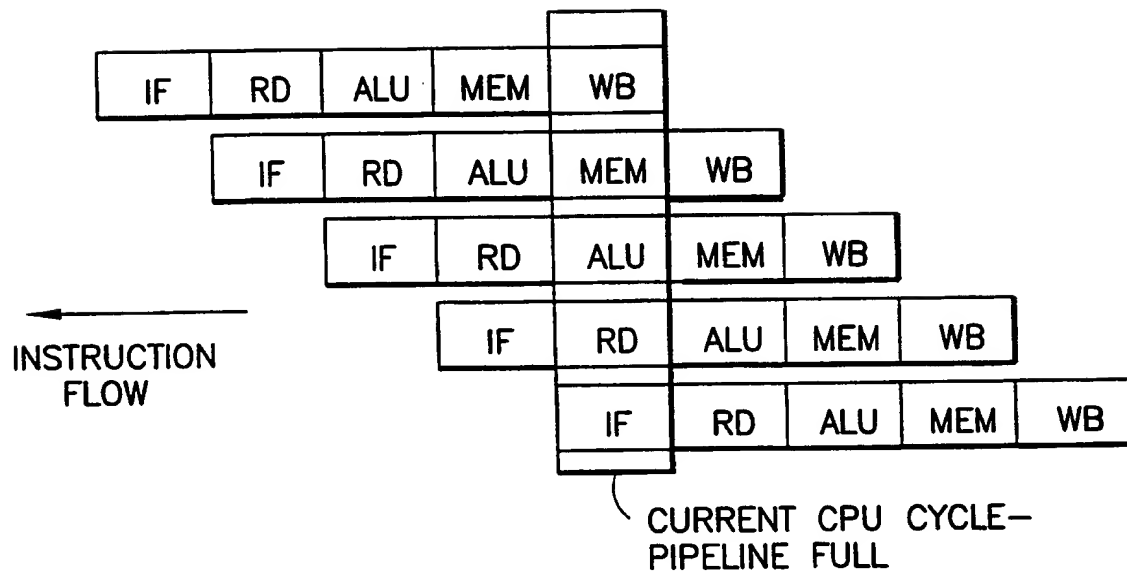 IF RD ALU MEM WB
IF RD ALU MEM WB
IF RD ALU MEM WB
IF RD ALU MEM WB
INSTRUCTION
FLOW
IF RD ALU MEM WB
CURRENT CPU CYCLE–
PIPELINE FULL